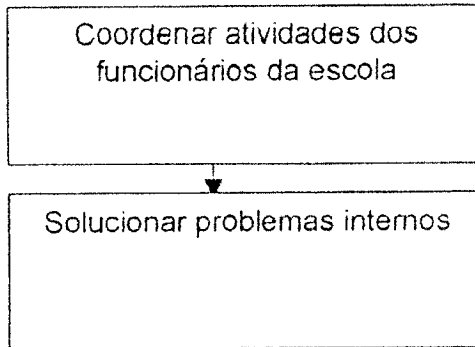 Coordenar atividades dos
funcionários da escola
Solucionar problemas internos